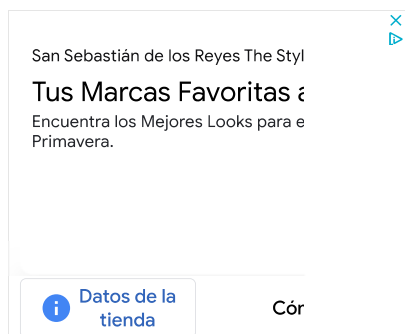 San Sebastián de los Reyes The Styl
Tus Marcas Favoritas a
Encuentra los Mejores Looks para e
Primavera.
Datos de la
tienda
Cór